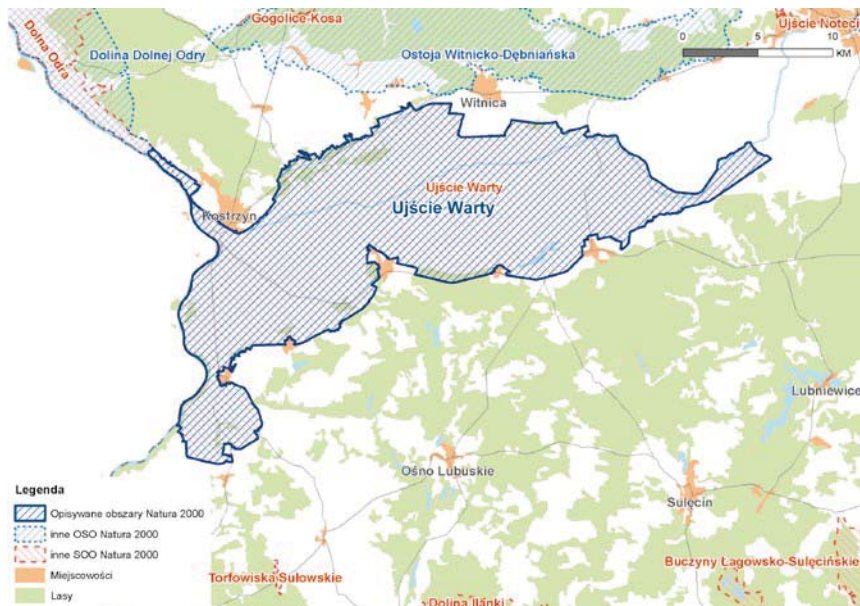 Gogolice-Kosa
Ujście Noteci
Dolna Odra
Dolina Dolnej Odry
Ostoja Witnicko-Dębniańska
0 5 10
KM
Witnica
Ujście Warty
Ujście Warty
Kostrzyn
Lubniewice
Ośno Lubuskie
Sulęcin
Legenda
Opisywane obszary Natura 2000
inne OSO Natura 2000
inne SOO Natura 2000
Miejscowości
Lasy
Torfowiska Sułowskie
Buczyny Łagowsko-Sulęcińskie
Dolina Ilanki